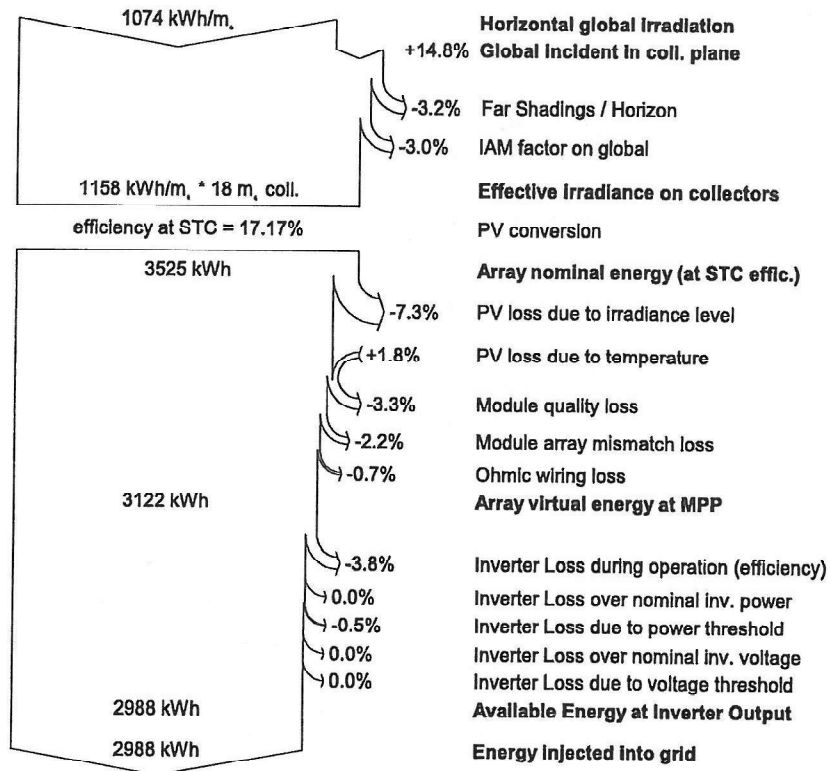 1074 kWh/m, Horizontal global irradiation
+14.8% Global incident in coll. plane
-3.2% Far Shadings / Horizon
-3.0% IAM factor on global
1158 kWh/m, * 18 m, coll. Effective irradiance on collectors
efficiency at STC = 17.17% PV conversion
3525 kWh Array nominal energy (at STC effic.)
-7.3% PV loss due to irradiance level
+1.8% PV loss due to temperature
-3.3% Module quality loss
-2.2% Module array mismatch loss
-0.7% Ohmic wiring loss
3122 kWh Array virtual energy at MPP
-3.8% Inverter Loss during operation (efficiency)
0.0% Inverter Loss over nominal inv. power
-0.5% Inverter Loss due to power threshold
0.0% Inverter Loss over nominal inv. voltage
0.0% Inverter Loss due to voltage threshold
2988 kWh Available Energy at Inverter Output
2988 kWh Energy injected into grid